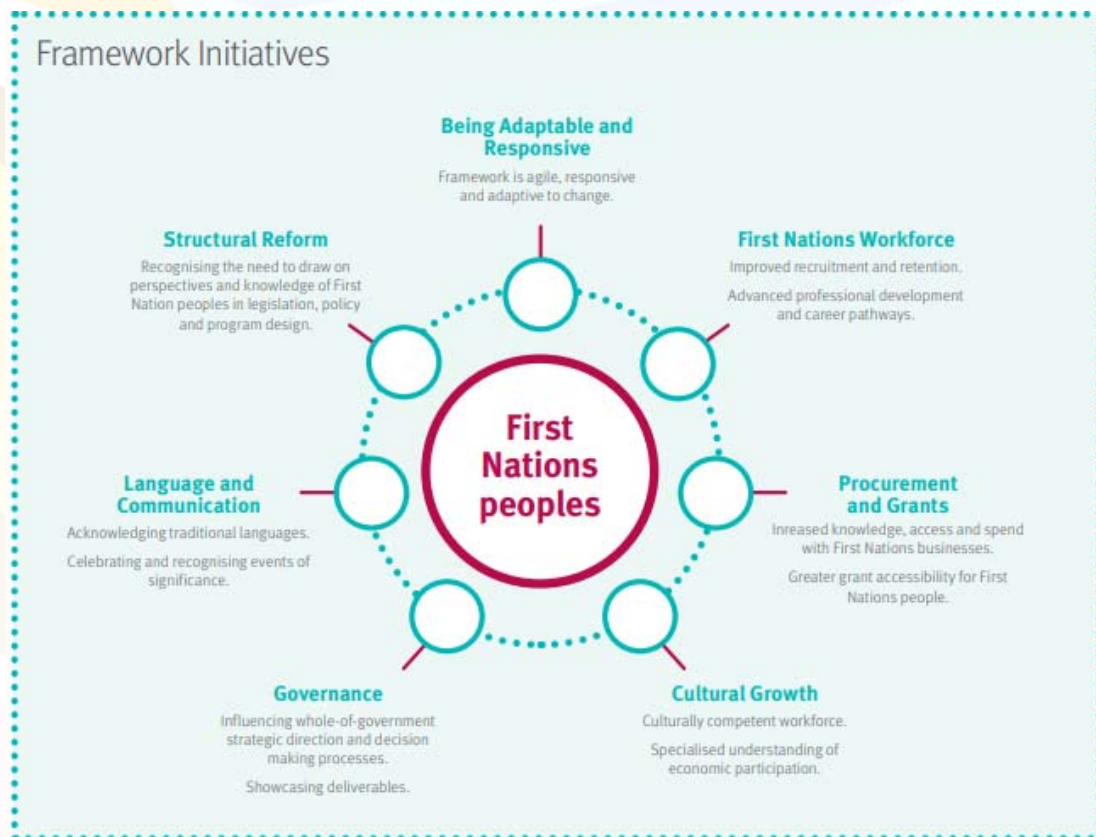 Framework Initiatives
Being Adaptable and
Responsive
Framework is agile, responsive
and adaptive to change.
First Nations Workforce
Improved recruitment and retention.
Advanced professional development
and career pathways.
Procurement
and Grants
Inreased knowledge, access and spend
with First Nations businesses.
Greater grant accessibility for First
Nations people.
Cultural Growth
Culturally competent workforce.
Specialised understanding of
economic participation.
Governance
Influencing whole-of-government
strategic direction and decision
making processes.
Showcasing deliverables.
Language and
Communication
Acknowledging traditional languages.
Celebrating and recognising events of
significance.
Structural Reform
Recognising the need to draw on
perspectives and knowledge of First
Nation peoples in legislation, policy
and program design.
First
Nations
peoples